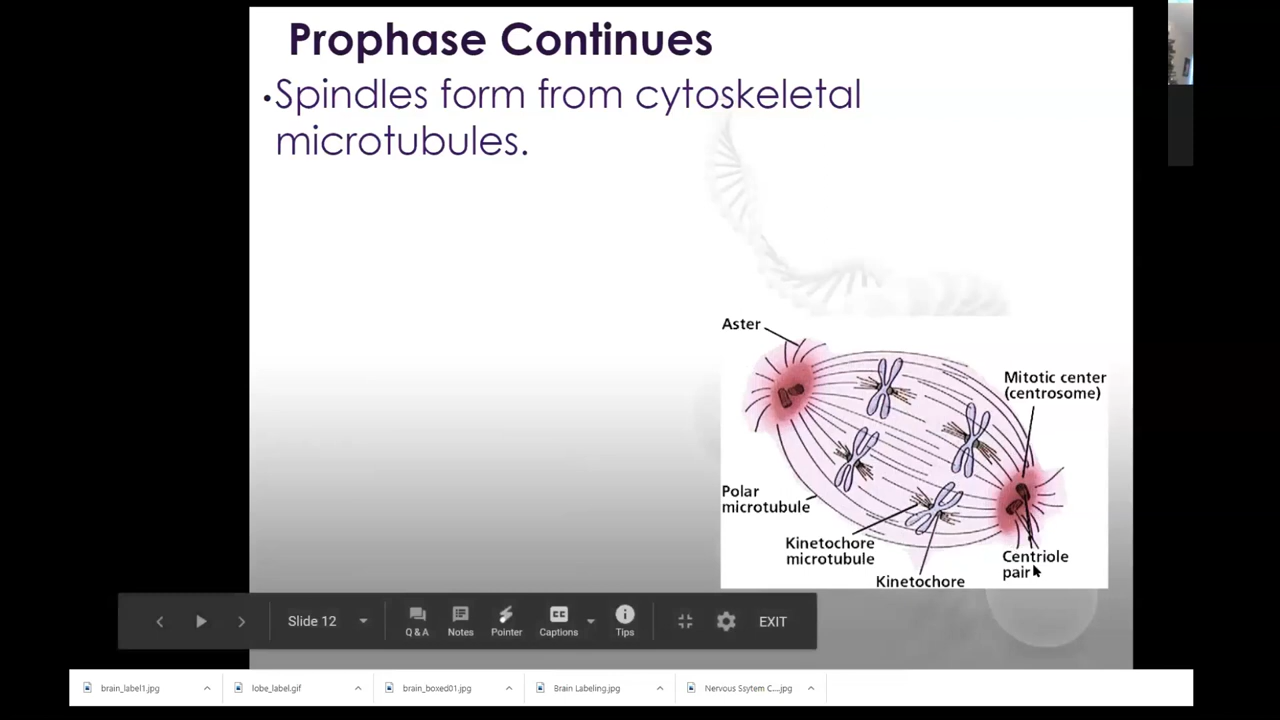 Prophase Continues
•Spindles form from cytoskeletal
microtubules.
Aster
Mitotic center
(centrosome)
Polar
microtubule
Kinetochore
microtubule
Kinetochore
Centriole
pair
Slide 12
Q & A
Notes
Pointer
Captions
Tips
EXIT
brain_label1.jpg
lobe_label.gif
brain_boxed01.jpg
Brain Labeling.jpg
Nervous Ssytem C....jpg